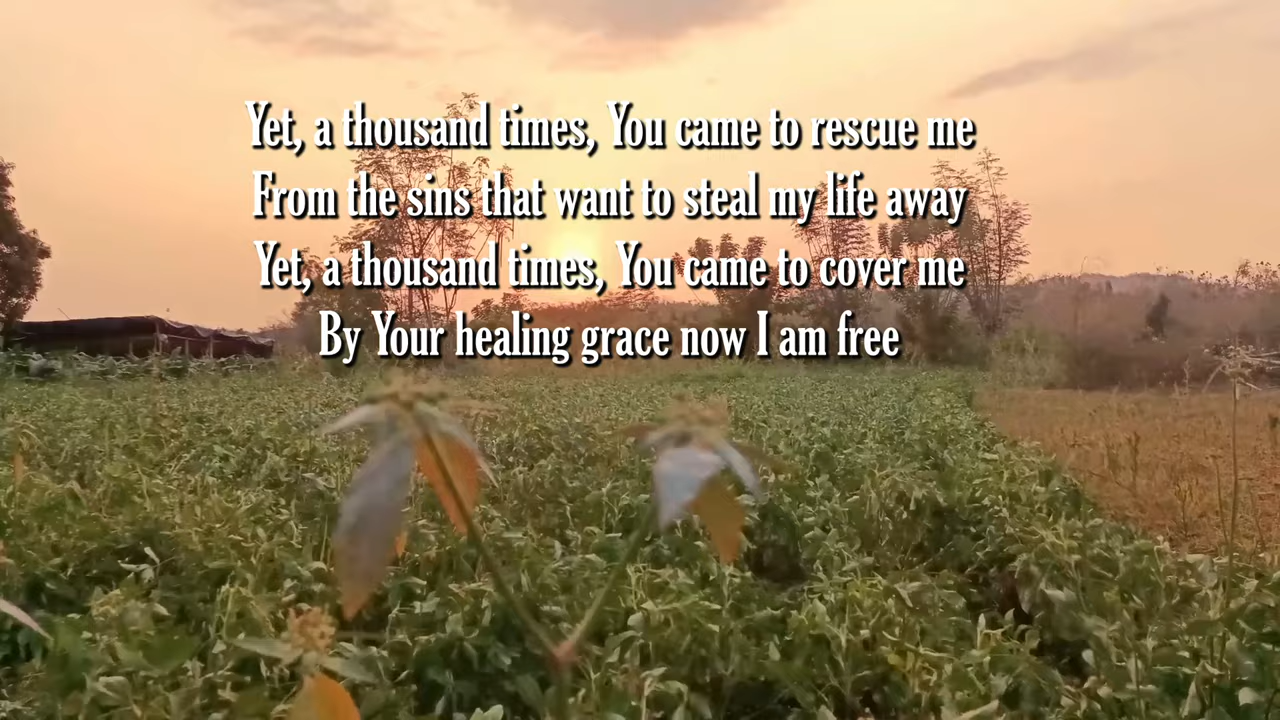 Yet, a thousand times, You came to rescue me
From the sins that want to steal my life away
Yet, a thousand times, You came to cover me
By Your healing grace now I am free